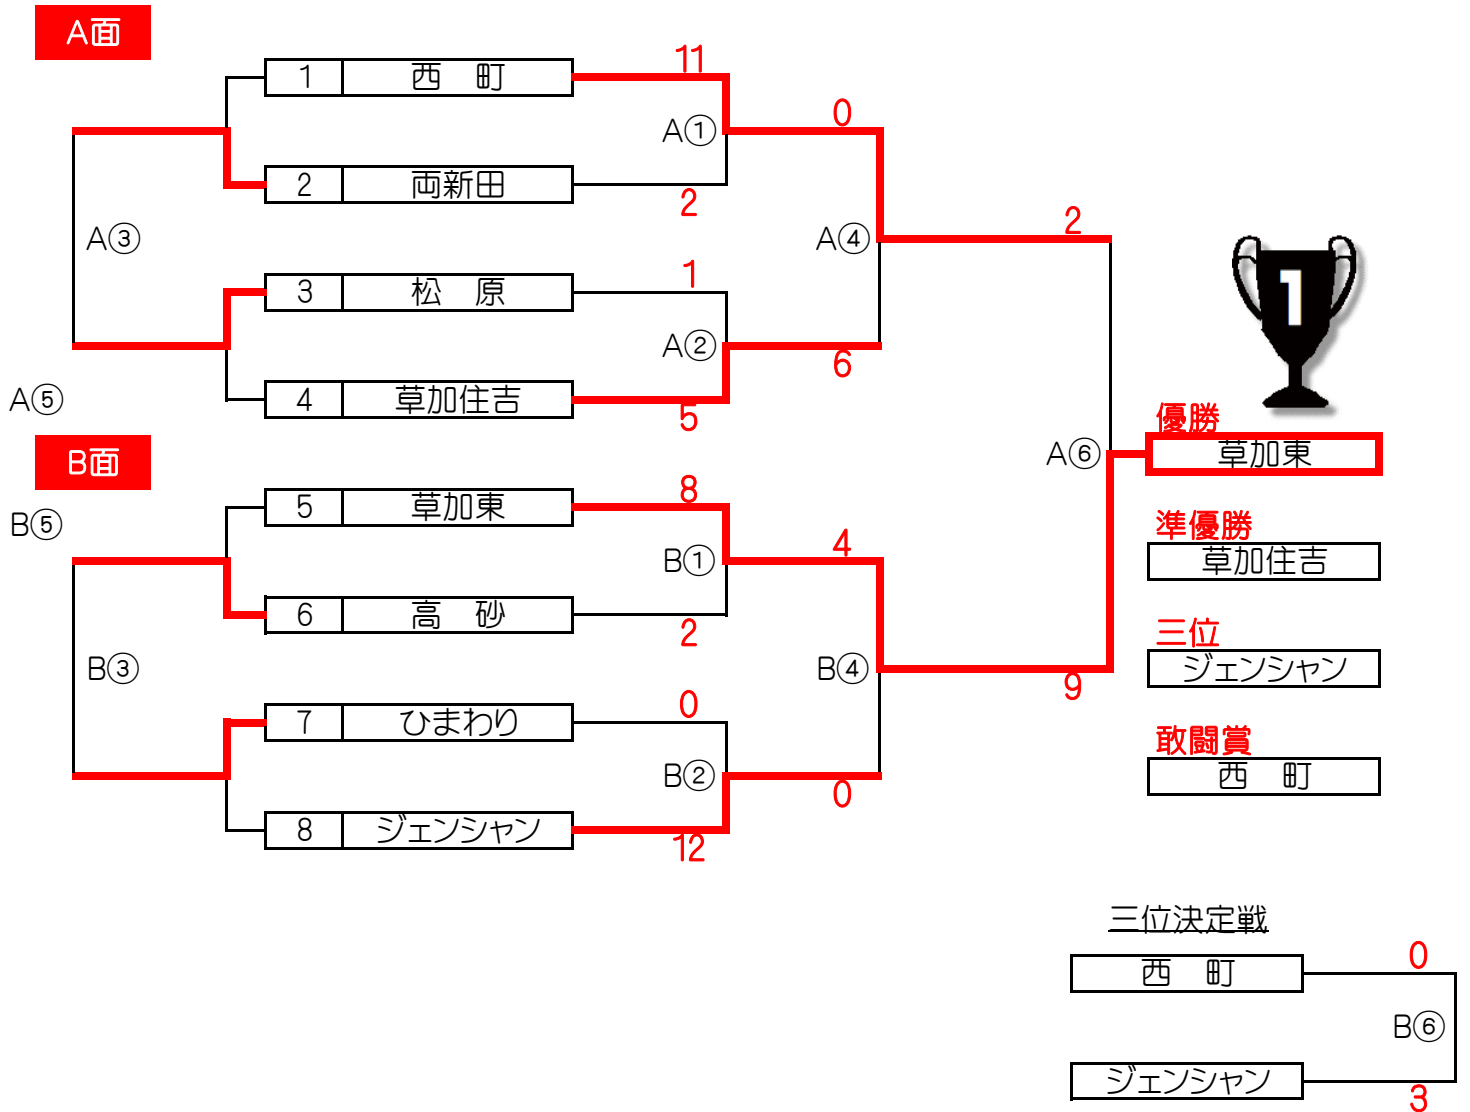 A面
11
1 西　町
0
A①
2 両新田
2
2
A③
A④
1
3 松　原
A②
6
4 草加住吉
A⑤
5
1
優勝
草加東
A⑥
B面
8
5 草加東
B⑤
4
準優勝
草加住吉
B①
6 高　砂
2
三位
ジェンシャン
B③
B④
9
0
7 ひまわり
敢闘賞
西　町
B②
0
8 ジェンシャン
12
三位決定戦
0
西　町
B⑥
ジェンシャン
3